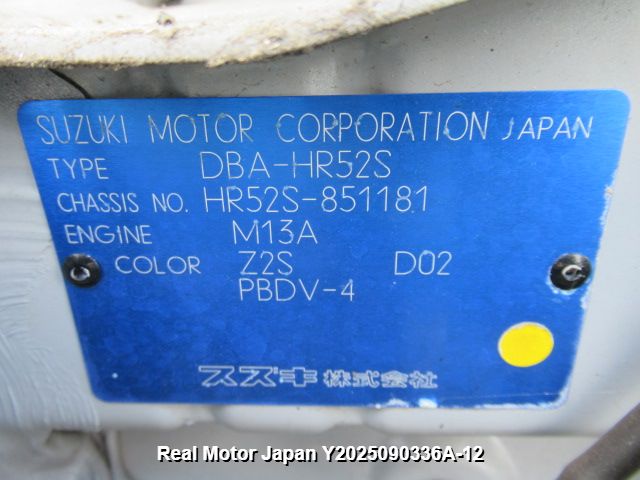 SUZUKI MOTOR CORPORATION JAPAN
TYPE DBA-HR52S
CHASSIS NO. HR52S-851181
ENGINE M13A
COLOR Z2S D02
PBDV-4
スズキ株式会社
Real Motor Japan Y2025090336A-12